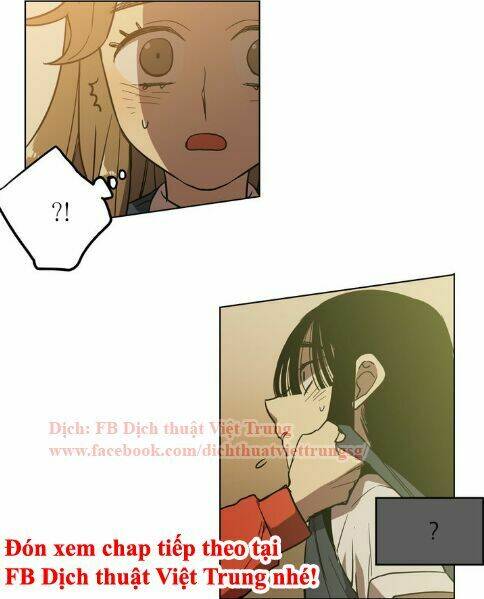 ?!
Dịch: FB Dịch thuật Việt Trung
www.facebook.com/dichthuatviettrungsg/
?
Đón xem chap tiếp theo tại
FB Dịch thuật Việt Trung nhé!